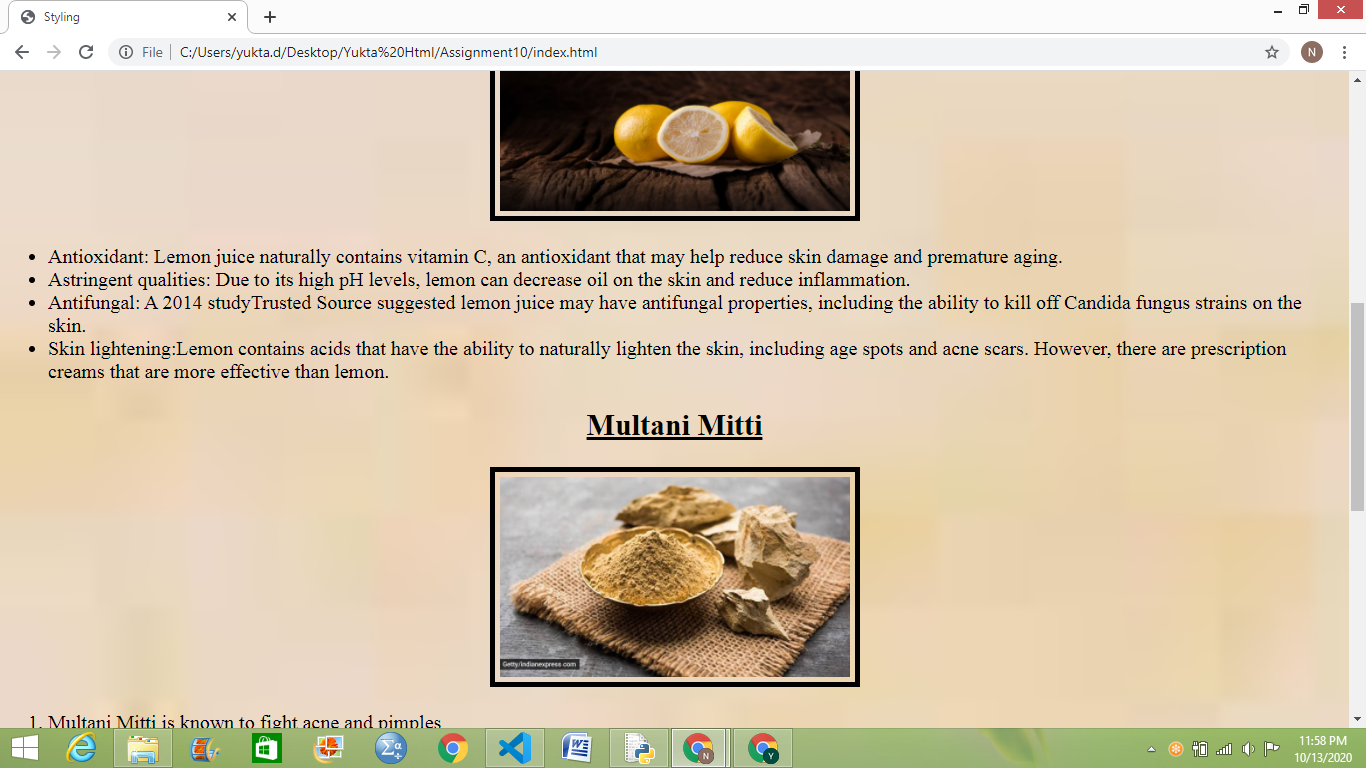 Styling
File
C:/Users/yukta.d/Desktop/Yukta%20Html/Assignment10/index.html
N
Antioxidant: Lemon juice naturally contains vitamin C, an antioxidant that may help reduce skin damage and premature aging.
Astringent qualities: Due to its high pH levels, lemon can decrease oil on the skin and reduce inflammation.
Antifungal: A 2014 studyTrusted Source suggested lemon juice may have antifungal properties, including the ability to kill off Candida fungus strains on the
skin.
Skin lightening:Lemon contains acids that have the ability to naturally lighten the skin, including age spots and acne scars. However, there are prescription
creams that are more effective than lemon.
Multani Mitti
Getty/indianexpress.com
1. Multani Mitti is known to fight acne and pimples
Σα
W
N
Y
11:58 PM
10/13/2020